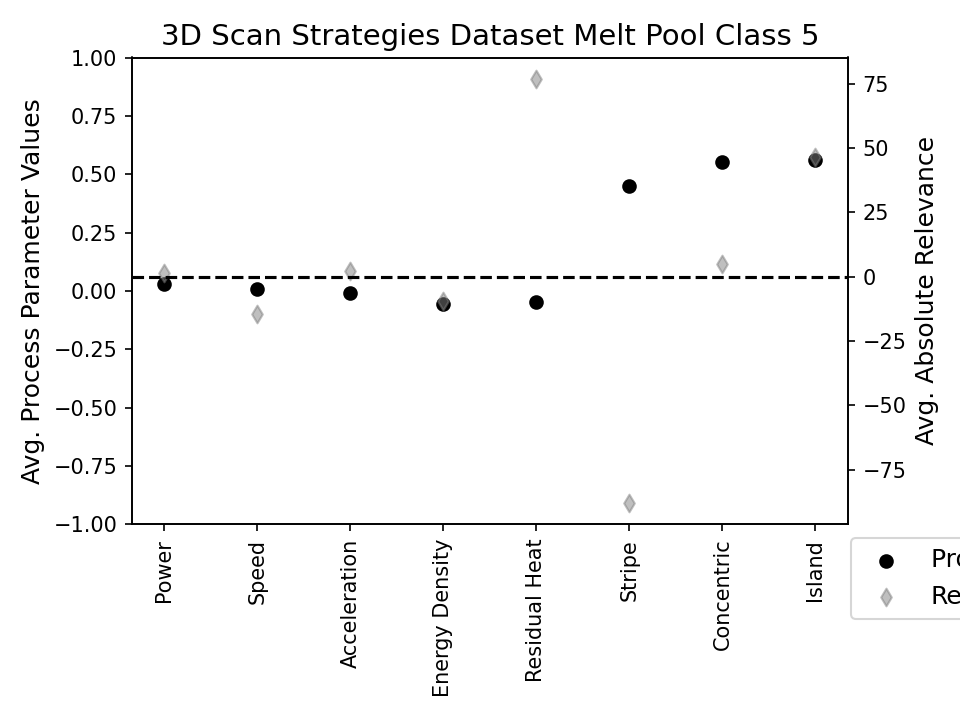 3D Scan Strategies Dataset Melt Pool Class 5
Avg. Process Parameter Values
1.00
0.75
0.50
0.25
0.00
−0.25
−0.50
−0.75
−1.00
75
50
25
0
−25
−50
−75
Avg. Absolute Relevance
Power
Speed
Acceleration
Energy Density
Residual Heat
Stripe
Concentric
Island